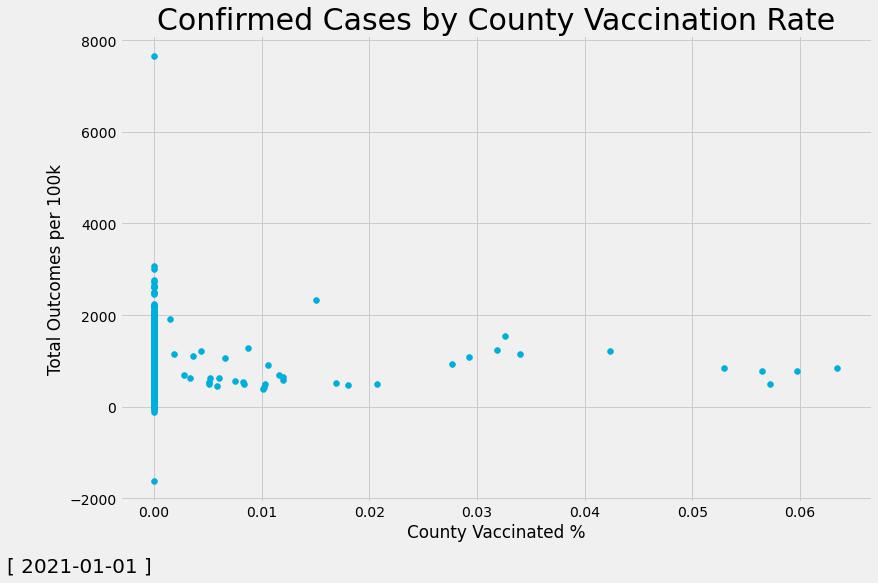 Confirmed Cases by County Vaccination Rate
Total Outcomes per 100k
8000
6000
4000
2000
0
−2000
0.00 0.01 0.02 0.03 0.04 0.05 0.06
County Vaccinated %
[ 2021-01-01 ]